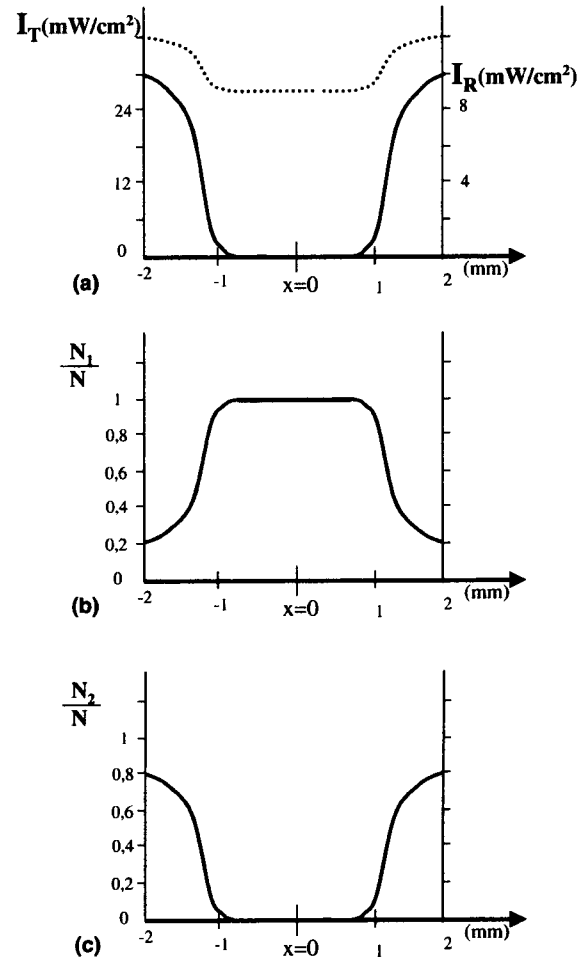 I_T(mW/cm²)
I_R(mW/cm²)
24
12
0
8
4
-2 -1 x=0 1 2 (mm)
(a)
N₁
N
1
0,8
0,6
0,4
0,2
0
-2 -1 x=0 1 2 (mm)
(b)
N₂
N
1
0,8
0,6
0,4
0,2
0
-2 -1 x=0 1 2 (mm)
(c)